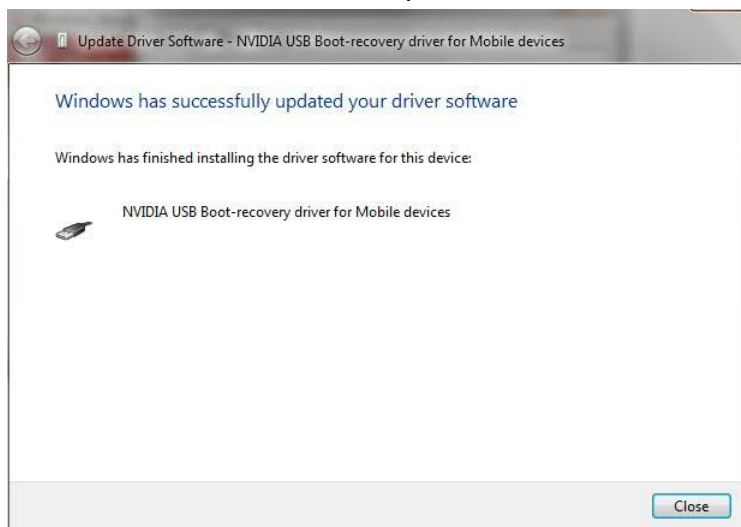 Update Driver Software - NVIDIA USB Boot-recovery driver for Mobile devices
Windows has successfully updated your driver software
Windows has finished installing the driver software for this device:
NVIDIA USB Boot-recovery driver for Mobile devices
Close